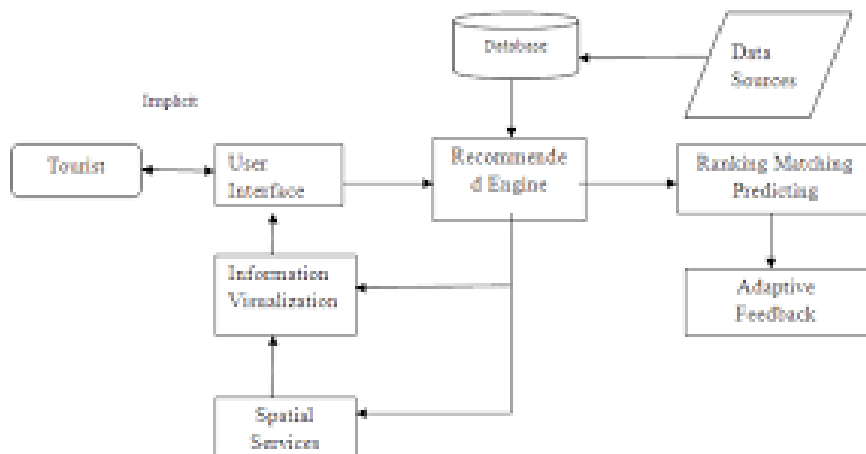 Database
Data
Sources
Implicit
Tourist
User
Interface
Recommende
d Engine
Ranking Matching
Predicting
Information
Visualization
Adaptive
Feedback
Spatial
Services